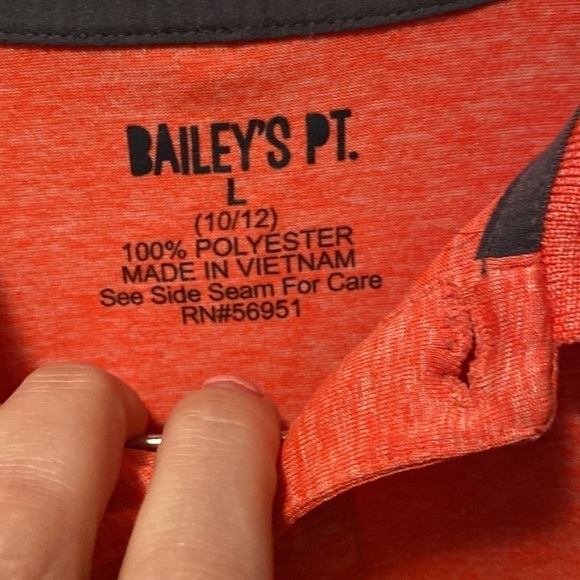 BAILEY'S PT.
L
(10/12)
100% POLYESTER
MADE IN VIETNAM
See Side Seam For Care
RN#56951